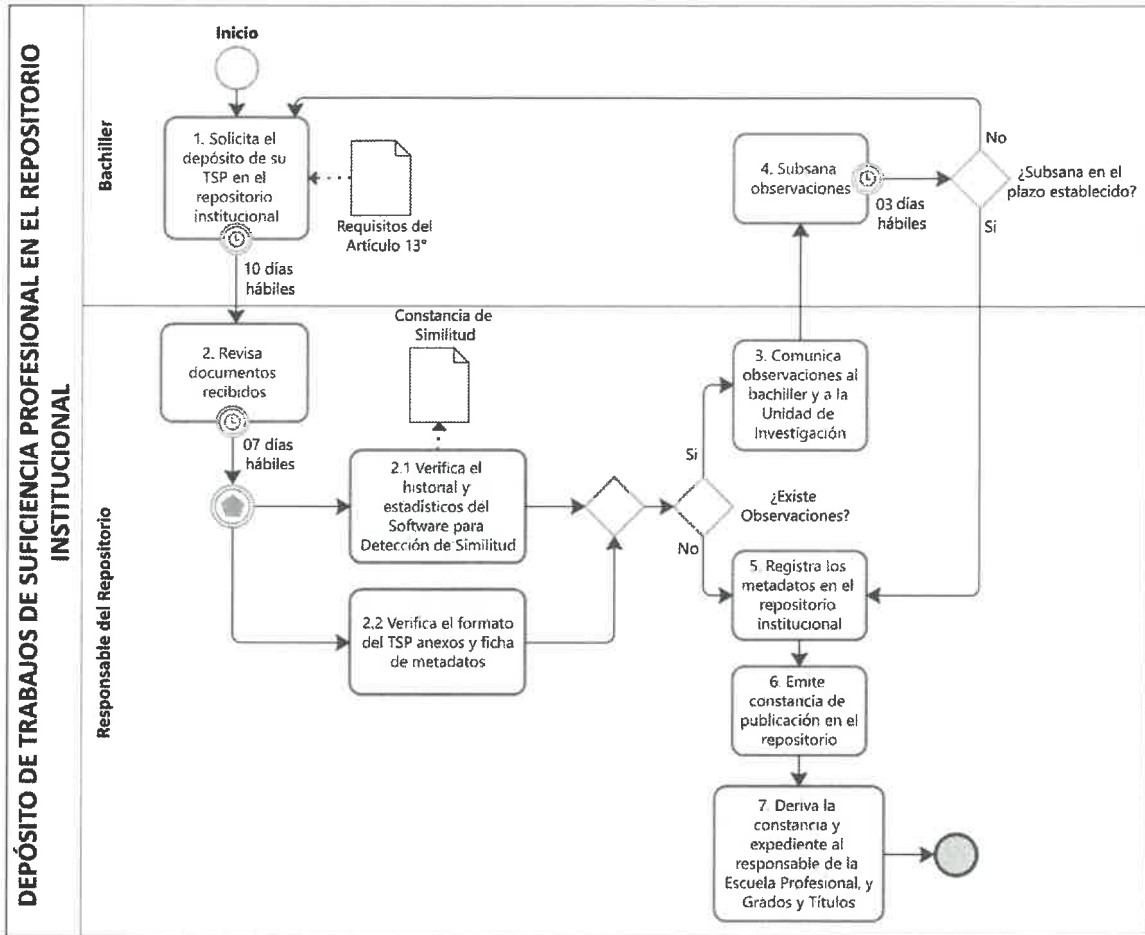 DEPÓSITO DE TRABAJOS DE SUFICIENCIA PROFESIONAL EN EL REPOSITORIO
INSTITUCIONAL
Bachiller
Inicio
1. Solicita el
depósito de su
TSP en el
repositorio
institucional
Requisitos del
Artículo 13°
10 días
hábiles
4. Subsana
observaciones
03 días
hábiles
No
¿Subsana en el
plazo establecido?
Si
Responsable del Repositorio
2. Revisa
documentos
recibidos
07 días
hábiles
Constancia de
Similitud
2.1 Verifica el
historial y
estadísticos del
Software para
Detección de Similitud
2.2 Verifica el formato
del TSP anexos y ficha
de metadatos
Si
¿Existe
Observaciones?
No
3. Comunica
observaciones al
bachiller y a la
Unidad de
Investigación
5. Registra los
metadatos en el
repositorio
institucional
6. Emite
constancia de
publicación en el
repositorio
7. Deriva la
constancia y
expediente al
responsable de la
Escuela Profesional, y
Grados y Títulos